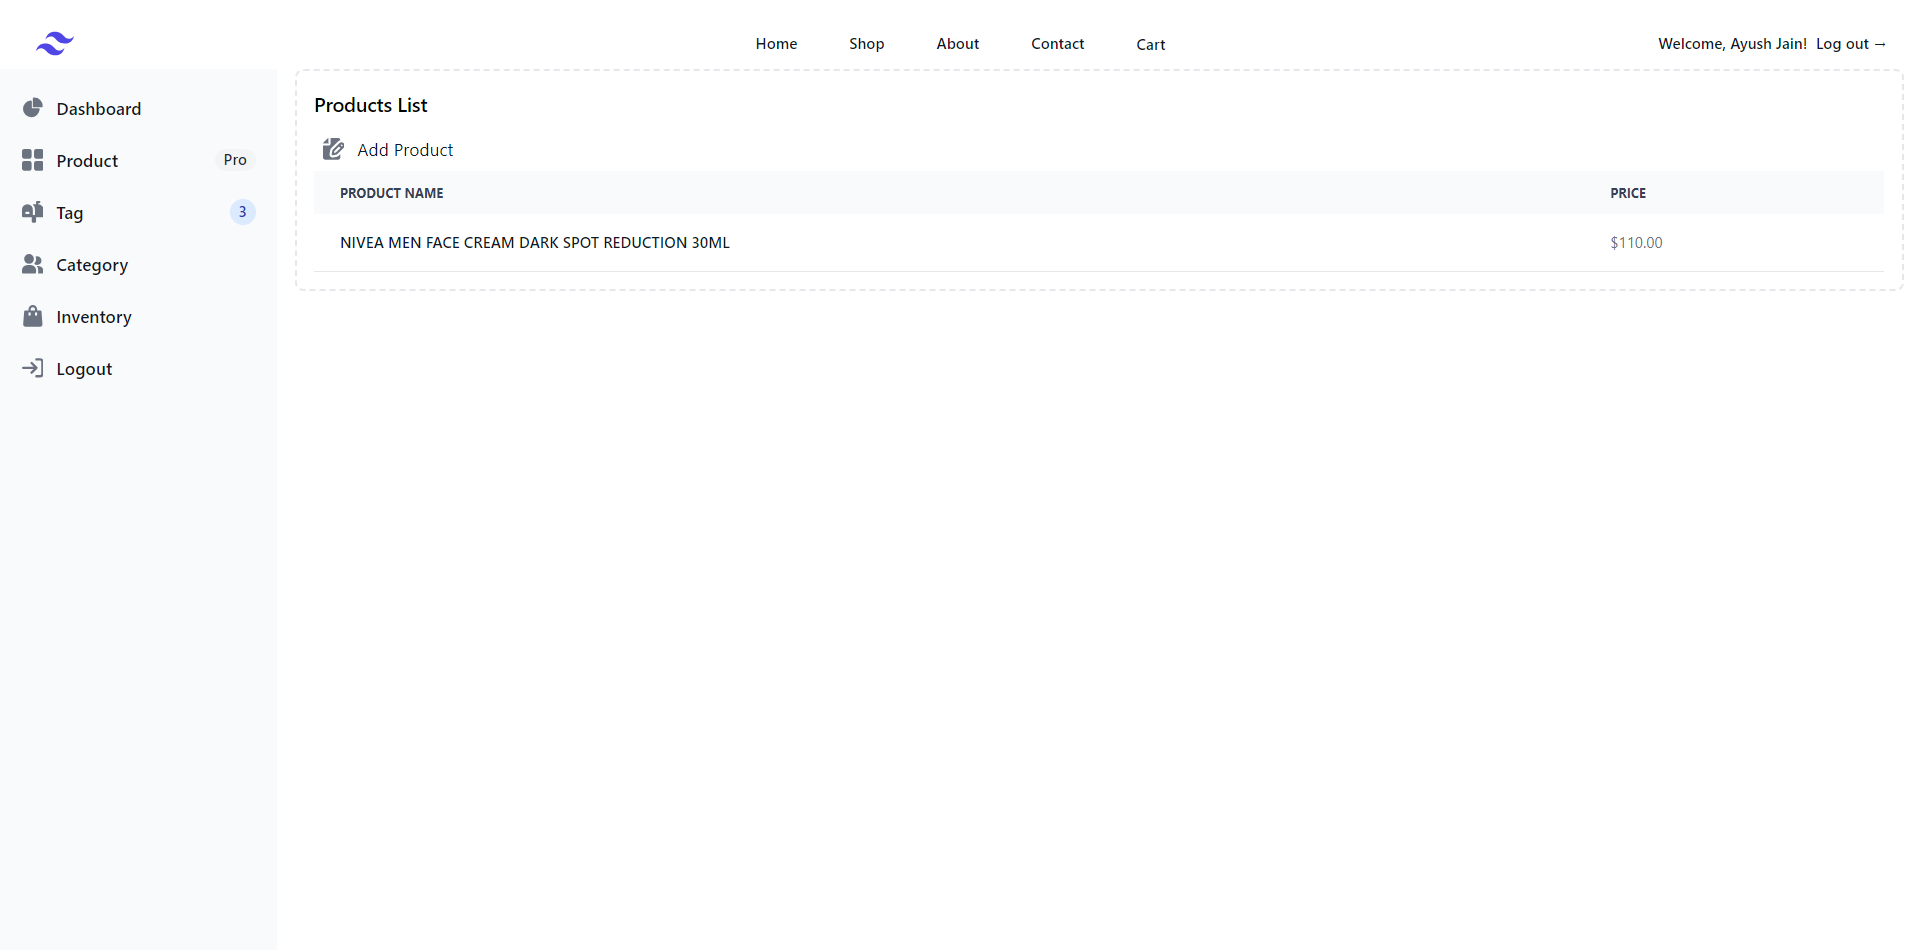 Home Shop About Contact Cart Welcome, Ayush Jain! Log out →
Dashboard
Product Pro
Tag 3
Category
Inventory
Logout
Products List
Add Product
PRODUCT NAME PRICE
NIVEA MEN FACE CREAM DARK SPOT REDUCTION 30ML $110.00